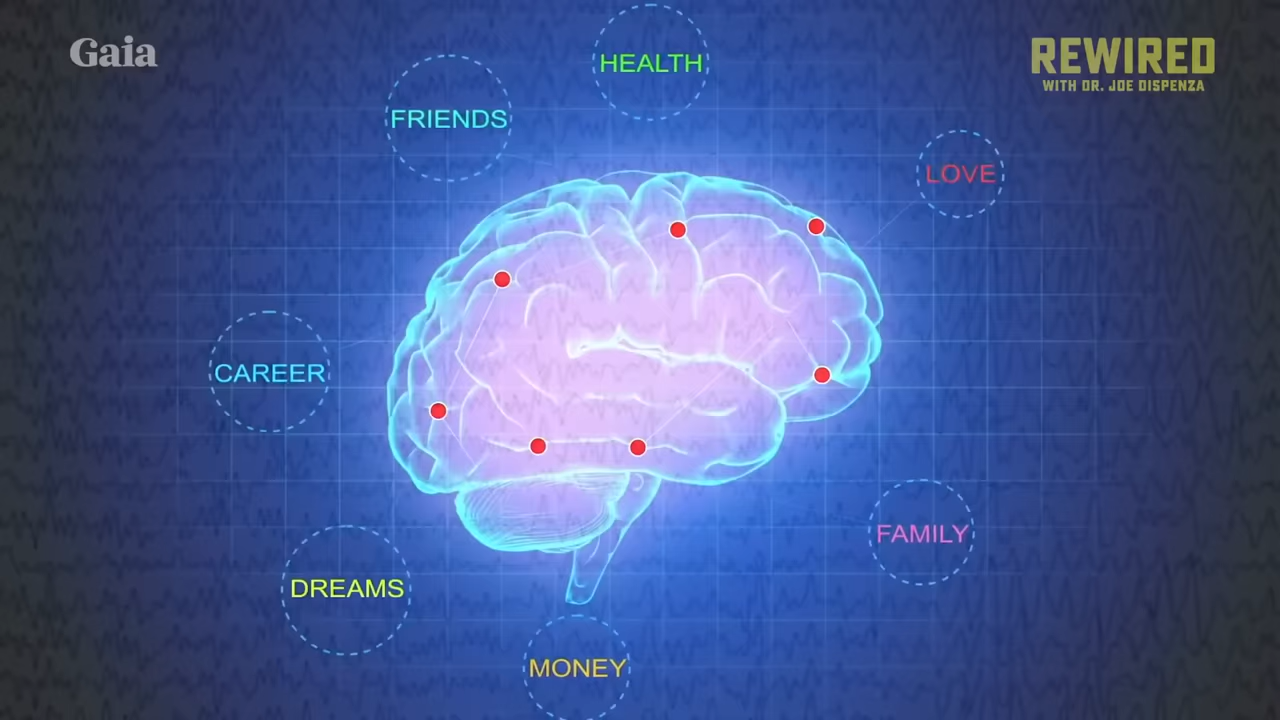 Gaia
REWIRED
WITH DR. JOE DISPENZA
HEALTH
FRIENDS
LOVE
CAREER
FAMILY
DREAMS
MONEY